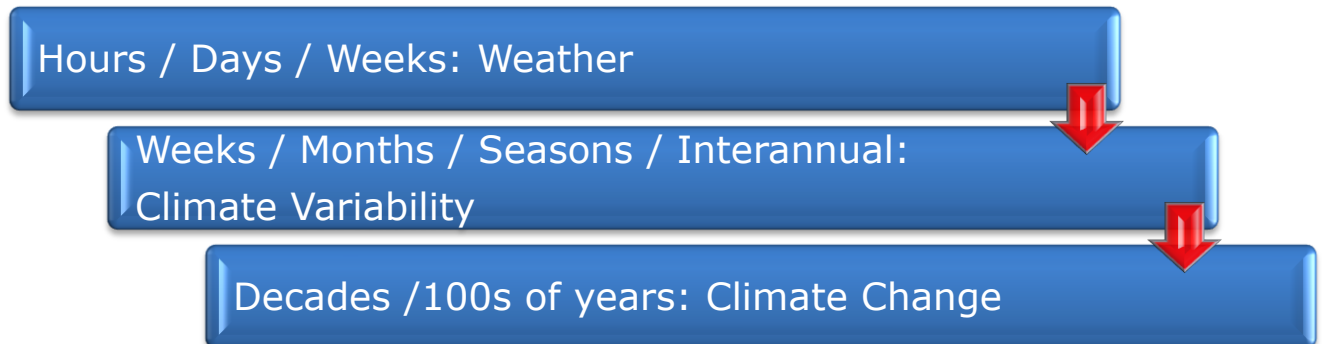 Hours / Days / Weeks: Weather
Weeks / Months / Seasons / Interannual:
Climate Variability
Decades /100s of years: Climate Change